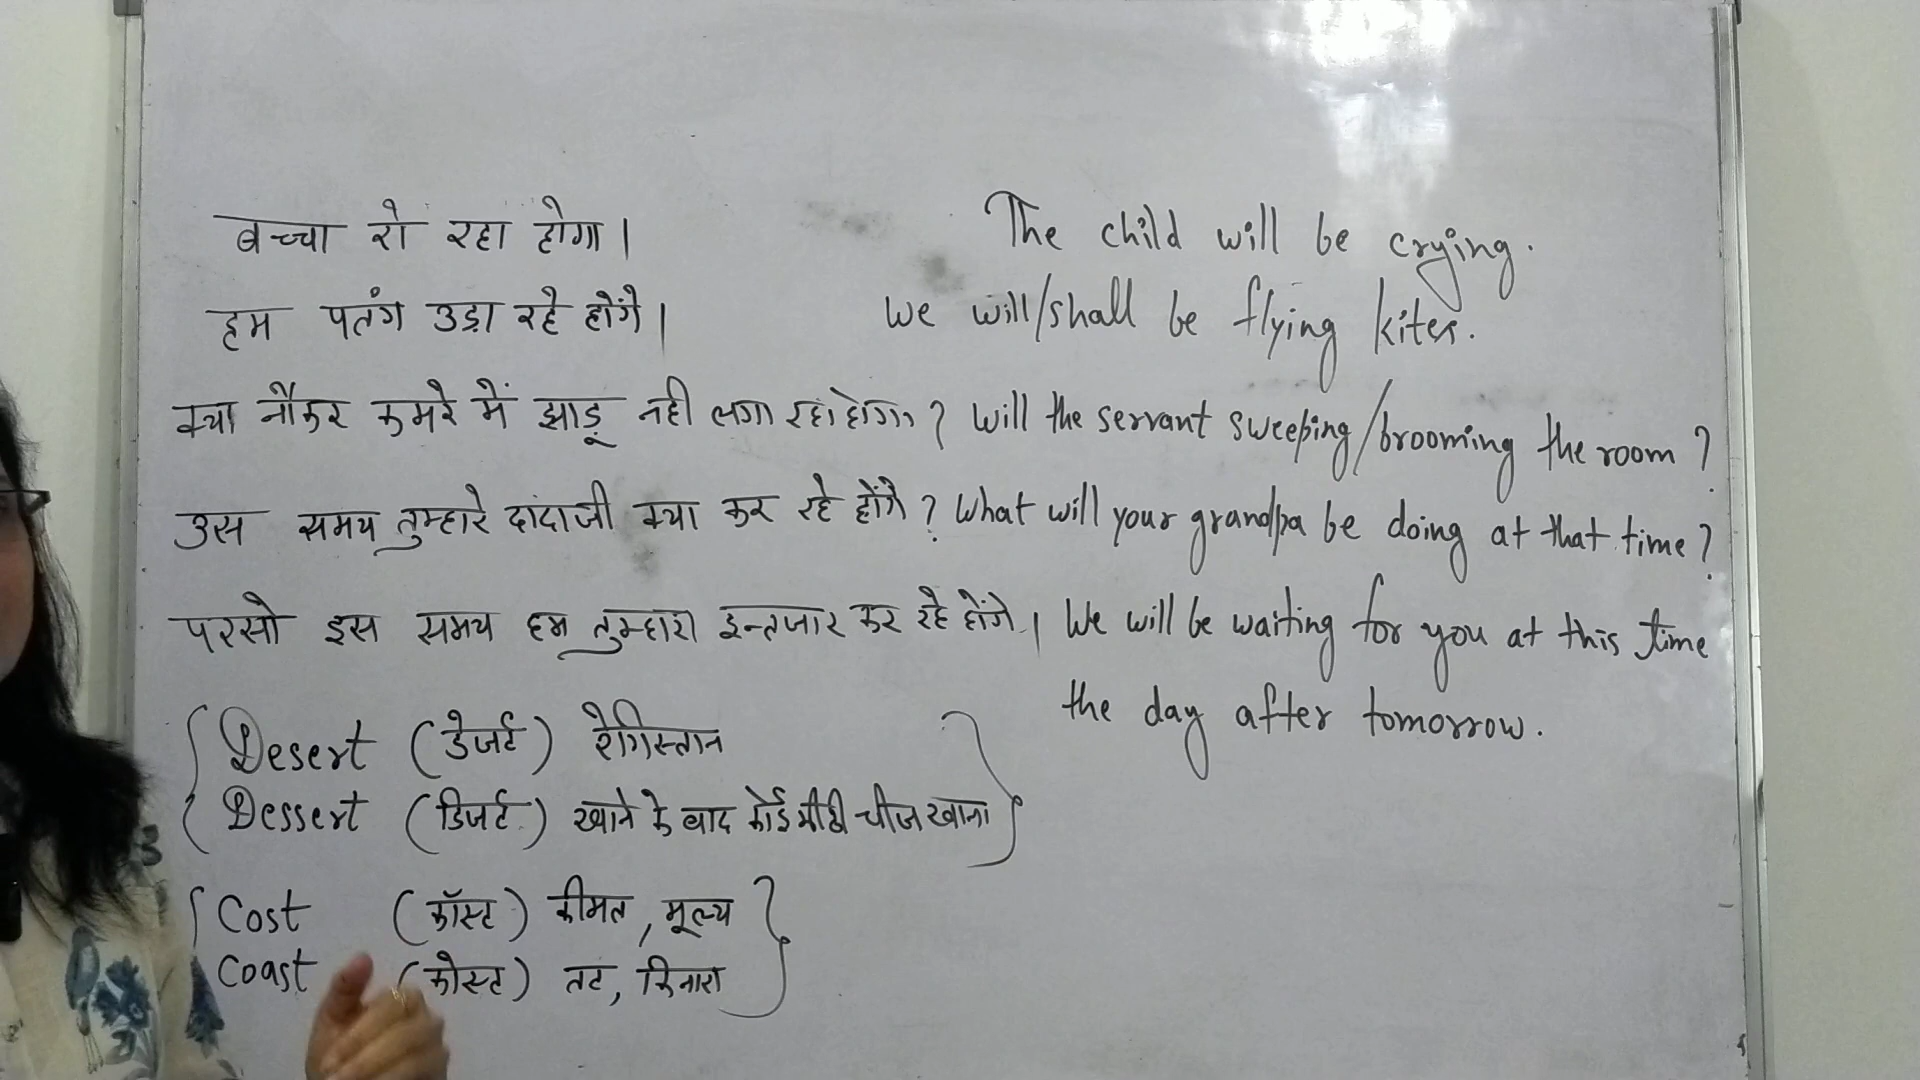 बच्चा रो रहा होगा। The child will be crying.
हम पतंग उड़ा रहे होंगे। We will/shall be flying kites.
क्या नौकर कमरे में झाडू नही लगा रहा होगा? Will the servant sweeping/brooming the room?
उस समय तुम्हारे दादाजी क्या कर रहे होंगे? What will your grandpa be doing at that time?
परसो इस समय हम तुम्हारा इन्तजार कर रहे होंगे। We will be waiting for you at this time
the day after tomorrow.
Desert (डेजर्ट) रेगिस्तान
Dessert (डिजर्ट) खाने के बाद कोई मीठी चीज खाना
Cost (कॉस्ट) कीमत, मूल्य
Coast (कोस्ट) तट, किनारा